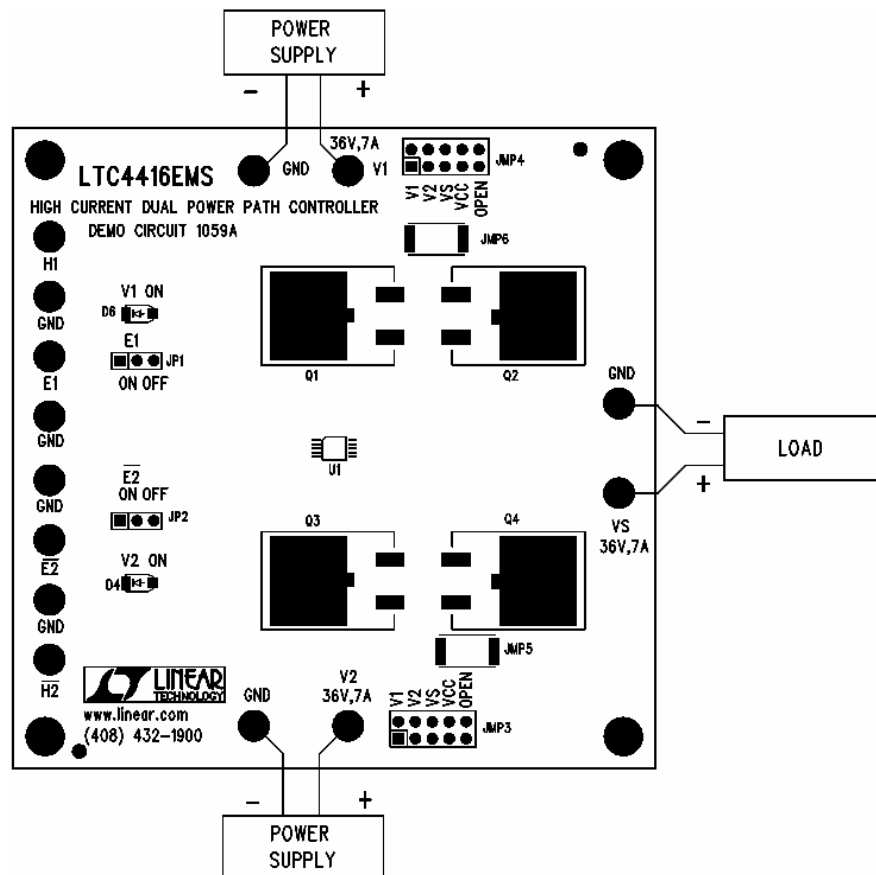 POWER
SUPPLY
- +
36V,7A
GND V1
JMP4
LTC4416EMS
V1 V2 VS VCC OPEN
HIGH CURRENT DUAL POWER PATH CONTROLLER
DEMO CIRCUIT 1059A
JMP6
H1
V1 ON
D6
GND
E1
JP1
ON OFF
E1
Q1 Q2
GND
GND
-
LOAD
+
U1
E2
ON OFF
GND
JP2
Q3 Q4
VS
36V,7A
E2
V2 ON
D4
GND
JMP5
H2
LINEAR
TECHNOLOGY
www.linear.com
(408) 432-1900
GND
V2
36V,7A
V1 V2 VS VCC OPEN
JMP3
- +
POWER
SUPPLY